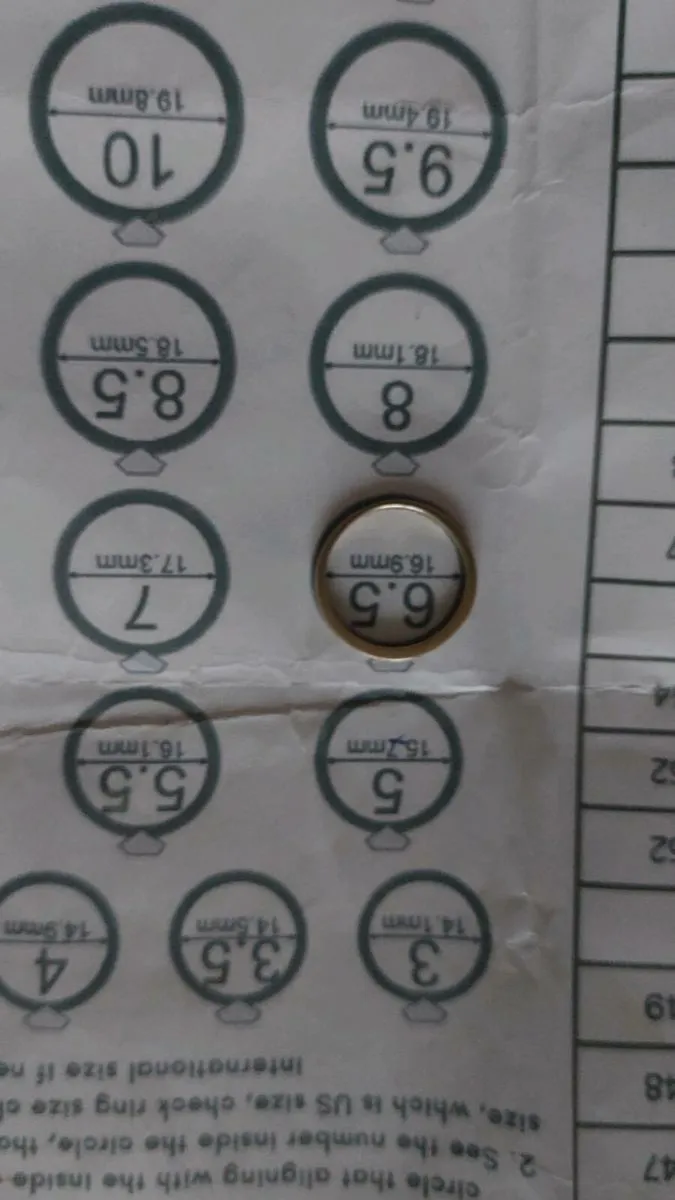 circle that aligning with the inside
2. See the number inside the circle, tha
size, which is US size, check ring size of
international size if ne
3
14.1mm
3.5
14.5mm
4
14.9mm
5
15.7mm
5.5
16.1mm
6.5
16.9mm
7
17.3mm
8
18.1mm
8.5
18.5mm
9.5
19.4mm
10
19.8mm
47
48
49
52
52
54